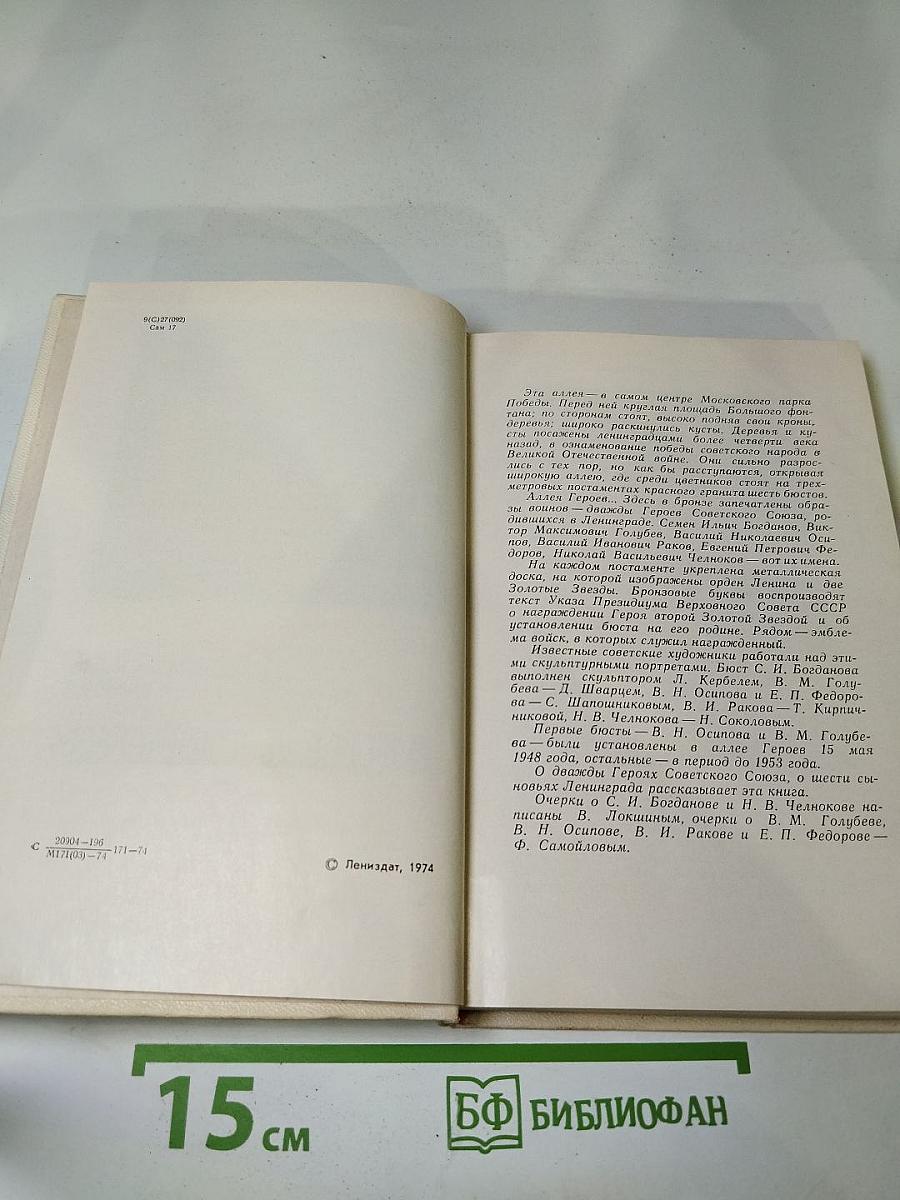 9(С)27(092)
Сам 17
С 20904—196 171—74
М171(03)—74
© Лениздат, 1974
Эта аллея — в самом центре Московского парка
Победы. Перед ней круглая площадь Большого фон-
тана; по сторонам стоят, высоко подняв свои кроны,
деревья; широко раскинулись кусты. Деревья и ку-
сты посажены ленинградцами более четверти века
назад, в ознаменование победы советского народа в
Великой Отечественной войне. Они сильно разрос-
лись с тех пор, но как бы расступаются, открывая
широкую аллею, где среди цветников стоят на трех-
метровых постаментах красного гранита шесть бюстов.
Аллея Героев... Здесь в бронзе запечатлены обра-
зы воинов — дважды Героев Советского Союза, ро-
дившихся в Ленинграде. Семен Ильич Богданов, Вик-
тор Максимович Голубев, Василий Николаевич Оси-
пов, Василий Иванович Раков, Евгений Петрович Фе-
доров, Николай Васильевич Челноков — вот их имена.
На каждом постаменте укреплена металлическая
доска, на которой изображены орден Ленина и две
Золотые Звезды. Бронзовые буквы воспроизводят
текст Указа Президиума Верховного Совета СССР
о награждении Героя второй Золотой Звездой и об
установлении бюста на его родине. Рядом — эмбле-
ма войск, в которых служил награжденный.
Известные советские художники работали над эти-
ми скульптурными портретами. Бюст С. И. Богданова
выполнен скульптором Л. Кербелем, В. М. Голу-
бева — Д. Шварцем, В. Н. Осипова и Е. П. Федоро-
ва — С. Шапошниковым, В. И. Ракова — Т. Кирпич-
никовой, Н. В. Челнокова — Н. Соколовым.
Первые бюсты — В. Н. Осипова и В. М. Голубе-
ва — были установлены в аллее Героев 15 мая
1948 года, остальные — в период до 1953 года.
О дважды Героях Советского Союза, о шести сы-
новьях Ленинграда рассказывает эта книга.
Очерки о С. И. Богданове и Н. В. Челнокове на-
писаны В. Локшиным, очерки о В. М. Голубеве,
В. Н. Осипове, В. И. Ракове и Е. П. Федорове —
Ф. Самойловым.
15 см
БФ БИБЛИОФАН